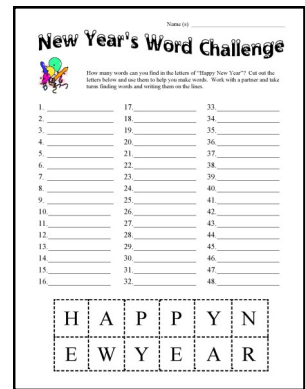 Name (s)
New Year's Word Challenge
How many words can you find in the letters of "Happy New Year"? Cut out the
letters below and use them to help you make words. Work with a partner and take
turns finding words and writing them on the lines.
1. 17. 33.
2. 18. 34.
3. 19. 35.
4. 20. 36.
5. 21. 37.
6. 22. 38.
7. 23. 39.
8. 24. 40.
9. 25. 41.
10. 26. 42.
11. 27. 43.
12. 28. 44.
13. 29. 45.
14. 30. 46.
15. 31. 47.
16. 32. 48.
H A P P Y N
E W Y E A R